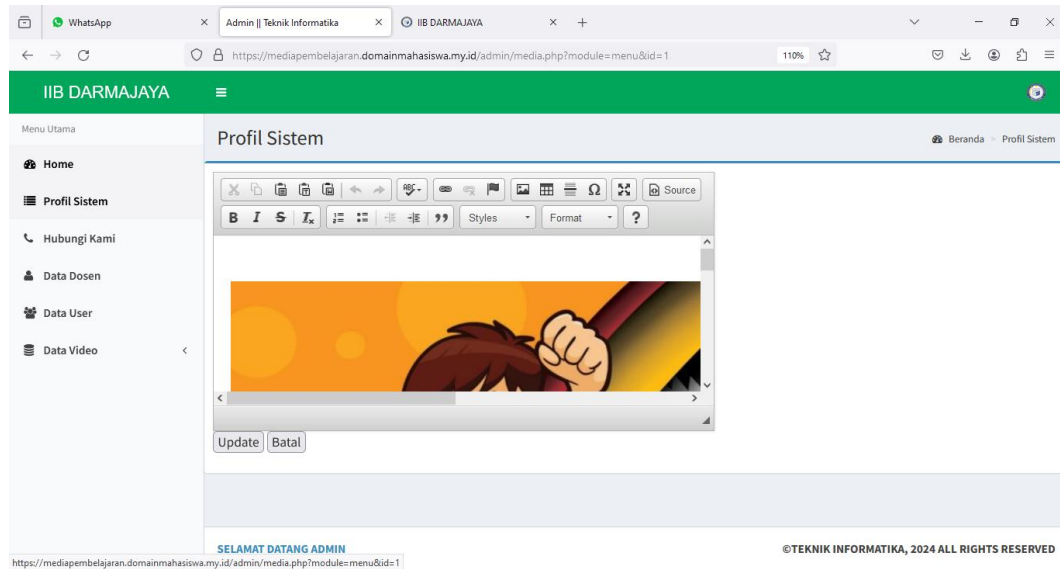 WhatsApp
Admin || Teknik Informatika
IIB DARMAJAYA
https://mediapembelajaran.domainmahasiswa.my.id/admin/media.php?module=menu&id=1
110%
IIB DARMAJAYA
Menu Utama
Profil Sistem
Beranda > Profil Sistem
Home
Profil Sistem
Hubungi Kami
Data Dosen
Data User
Data Video
ABC
Source
B I S Ix
Styles
Format
?
Update
Batal
SELAMAT DATANG ADMIN
©TEKNIK INFORMATIKA, 2024 ALL RIGHTS RESERVED
https://mediapembelajaran.domainmahasiswa.my.id/admin/media.php?module=menu&id=1